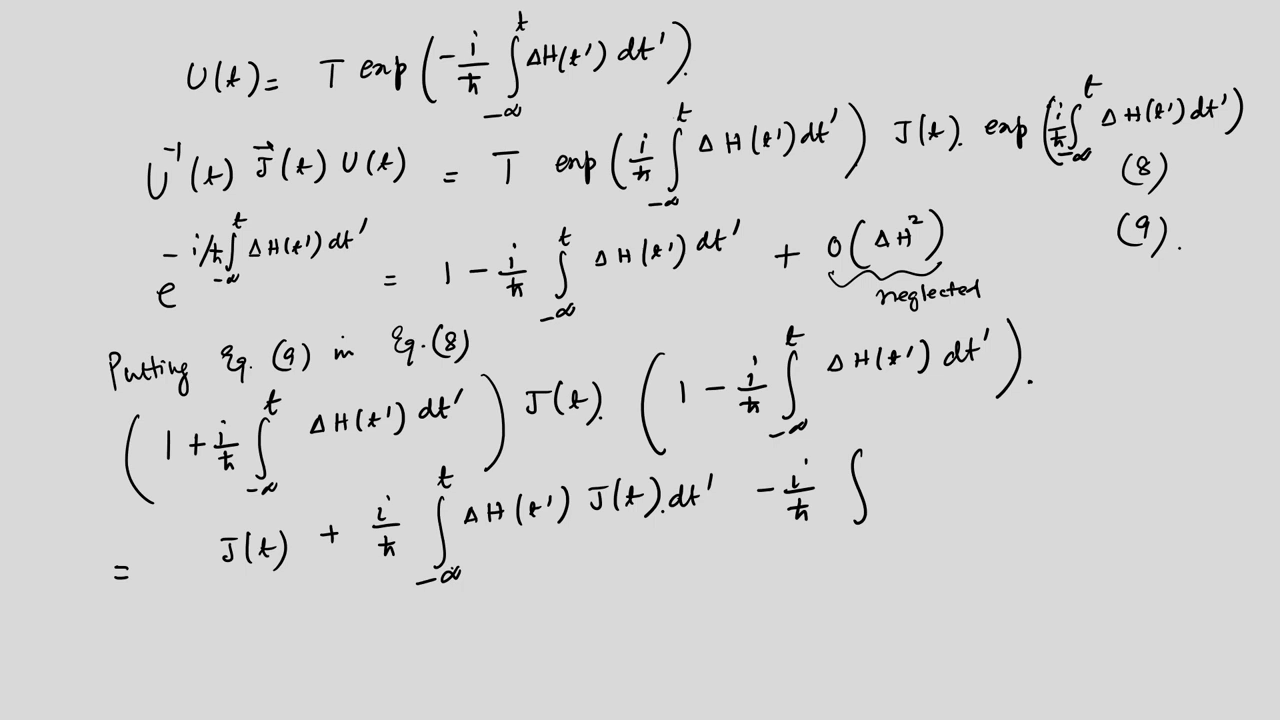 U(t) = T exp(-i/ħ ∫_{-∞}^{t} ΔH(t') dt').
U^{-1}(t) \vec{J}(t) U(t) = T exp(i/ħ ∫_{-∞}^{t} ΔH(t') dt') J(t). exp(i/ħ ∫_{-∞}^{t} ΔH(t') dt') (8)
e^{-i/ħ ∫_{-∞}^{t} ΔH(t') dt'} = 1 - i/ħ ∫_{-∞}^{t} ΔH(t') dt' + O(ΔH²) (9).
neglected
Putting Eq. (9) in Eq. (8)
(1 + i/ħ ∫_{-∞}^{t} ΔH(t') dt') J(t). (1 - i/ħ ∫_{-∞}^{t} ΔH(t') dt').
= J(t) + i/ħ ∫_{-∞}^{t} ΔH(t') J(t). dt' - i/ħ ∫